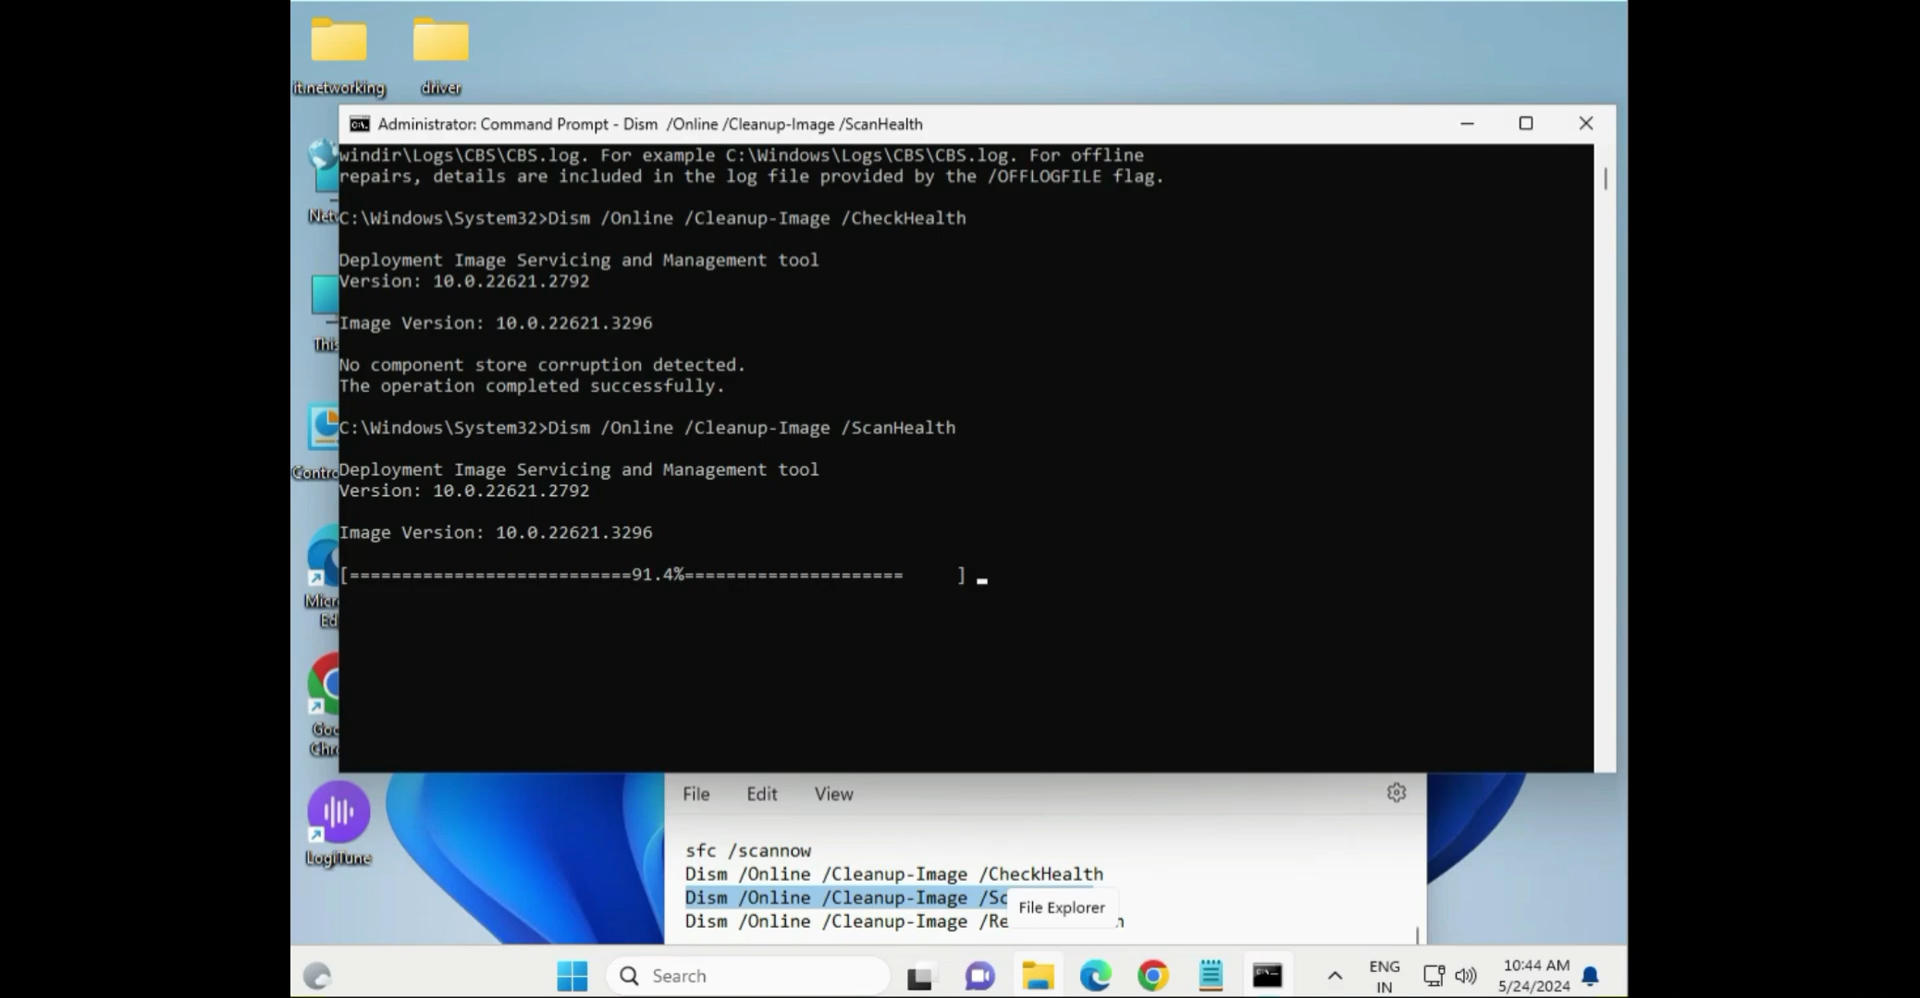 it.networking
driver
Administrator: Command Prompt - Dism /Online /Cleanup-Image /ScanHealth
windir\Logs\CBS\CBS.log. For example C:\Windows\Logs\CBS\CBS.log. For offline
repairs, details are included in the log file provided by the /OFFLOGFILE flag.
C:\Windows\System32>Dism /Online /Cleanup-Image /CheckHealth
Deployment Image Servicing and Management tool
Version: 10.0.22621.2792
Image Version: 10.0.22621.3296
No component store corruption detected.
The operation completed successfully.
C:\Windows\System32>Dism /Online /Cleanup-Image /ScanHealth
Deployment Image Servicing and Management tool
Version: 10.0.22621.2792
Image Version: 10.0.22621.3296
[===========================91.4%===================== ]
This
LogiTune
File Edit View
sfc /scannow
Dism /Online /Cleanup-Image /CheckHealth
Dism /Online /Cleanup-Image /Sc
File Explorer
Dism /Online /Cleanup-Image /Re
Search
ENG
IN
10:44 AM
5/24/2024